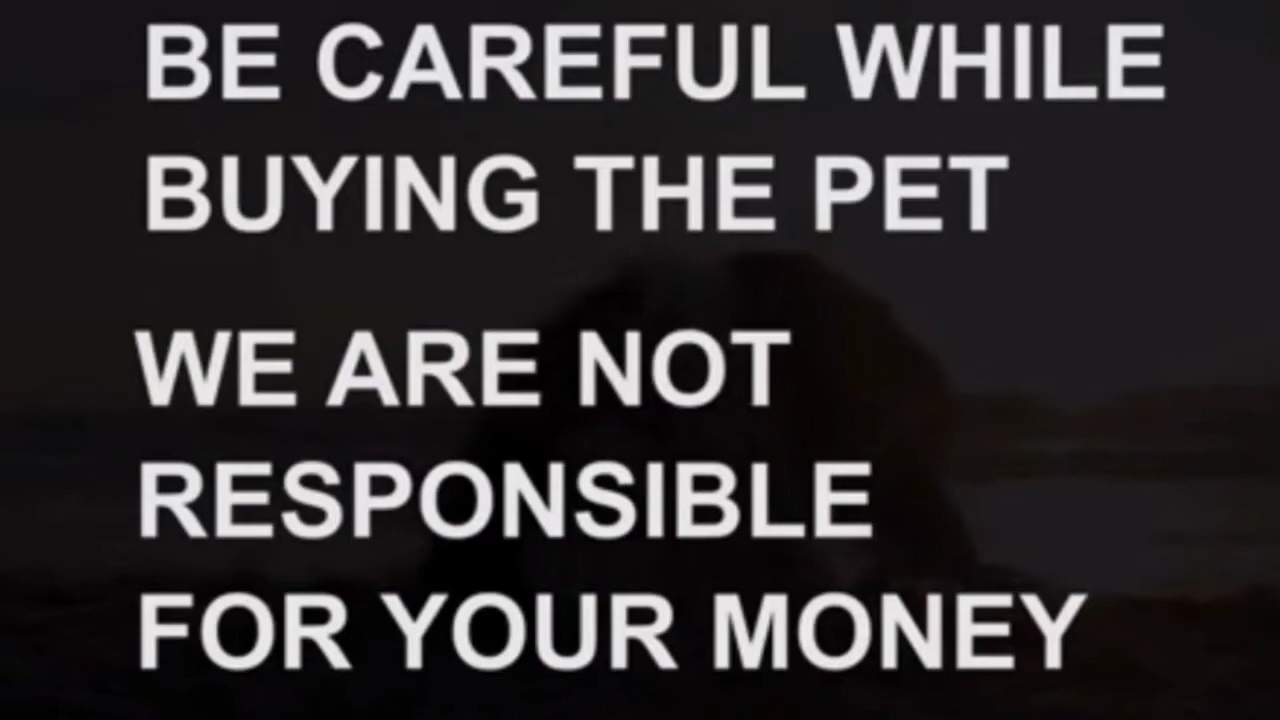 BE CAREFUL WHILE
BUYING THE PET
WE ARE NOT
RESPONSIBLE
FOR YOUR MONEY